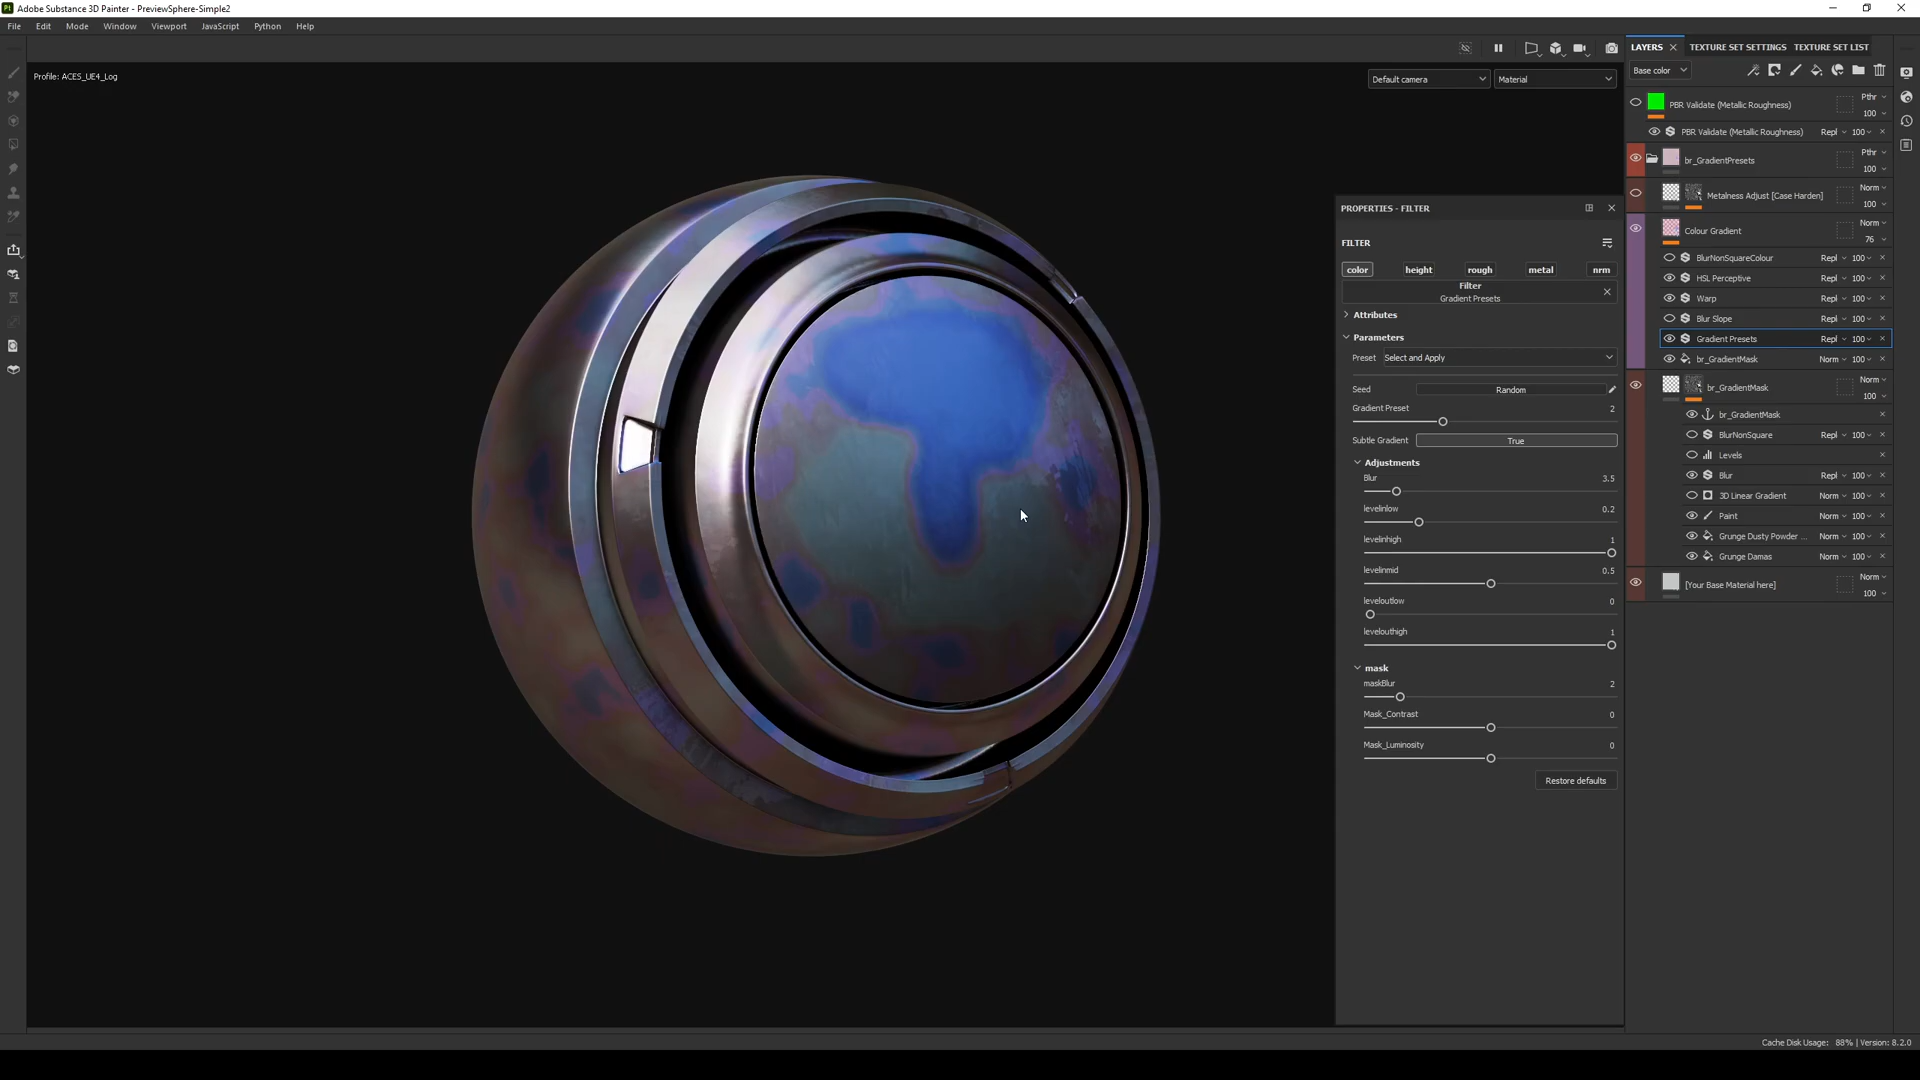 Adobe Substance 3D Painter - PreviewSphere-Simple2
File Edit Mode Window Viewport JavaScript Python Help
Profile: ACES_UE4_Log
Default camera Material
LAYERS TEXTURE SET SETTINGS TEXTURE SET LIST
Base color
PBR Validate (Metallic Roughness) Pthr 100
PBR Validate (Metallic Roughness) Repl 100
br_GradientPresets Pthr 100
Metalness Adjust [Case Harden] Norm 100
Colour Gradient Norm 76
BlurNonSquareColour Repl 100
HSL Perceptive Repl 100
Warp Repl 100
Blur Slope Repl 100
Gradient Presets Repl 100
br_GradientMask Norm 100
br_GradientMask Norm 100
br_GradientMask
BlurNonSquare Repl 100
Levels
Blur Repl 100
3D Linear Gradient Norm 100
Paint Norm 100
Grunge Dusty Powder ... Norm 100
Grunge Damas Norm 100
[Your Base Material here] Norm 100
PROPERTIES - FILTER
FILTER
color height rough metal nrm
Filter
Gradient Presets
Attributes
Parameters
Preset Select and Apply
Seed Random
Gradient Preset 2
Subtle Gradient True
Adjustments
Blur 3.5
levelinlow 0.2
levelinhigh 1
levelinmid 0.5
leveloutlow 0
levelouthigh 1
mask
maskBlur 2
Mask_Contrast 0
Mask_Luminosity 0
Restore defaults
Cache Disk Usage: 88% | Version: 8.2.0